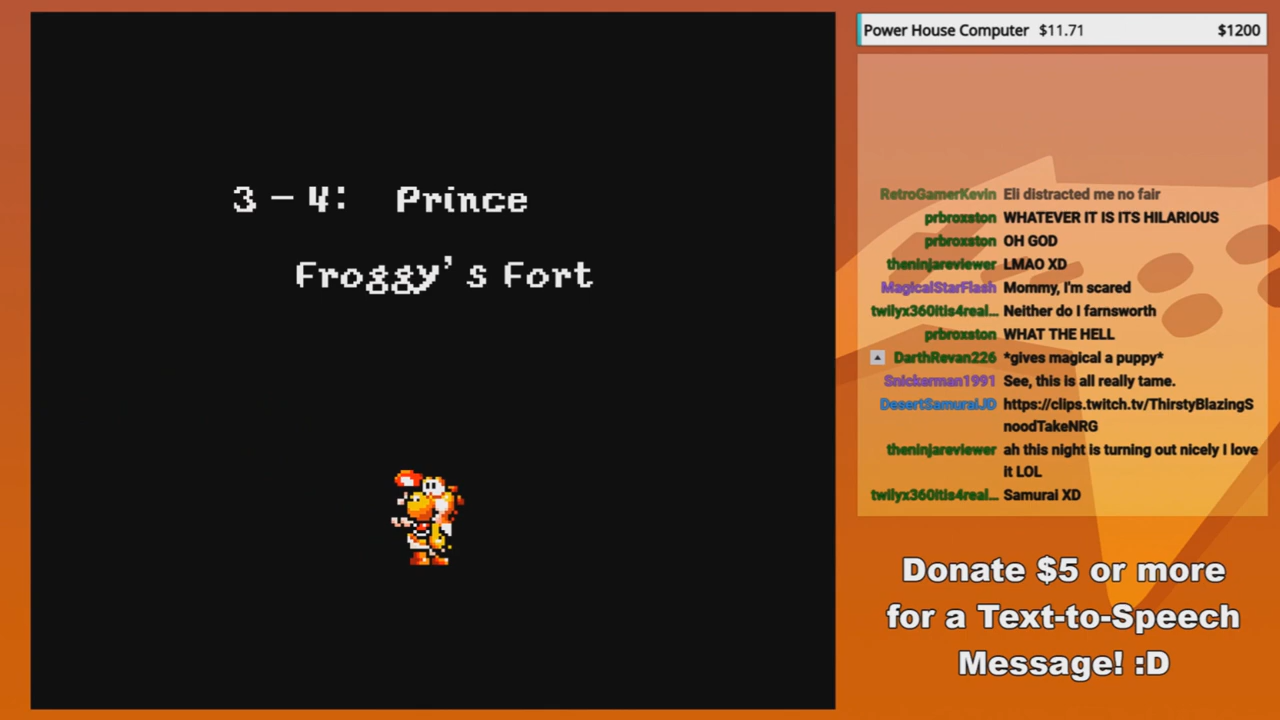 3 - 4: Prince
Froggy's Fort
Power House Computer $11.71 $1200
RetroGamerKevin Eli distracted me no fair
prbroxston WHATEVER IT IS ITS HILARIOUS
prbroxston OH GOD
theninjareviewer LMAO XD
MagicalStarFlash Mommy, I'm scared
twilyx360itis4real... Neither do I farnsworth
prbroxston WHAT THE HELL
DarthRevan226 *gives magical a puppy*
Snickerman1991 See, this is all really tame.
DesertSamuraiJD https://clips.twitch.tv/ThirstyBlazingS
noodTakeNRG
theninjareviewer ah this night is turning out nicely I love
it LOL
twilyx360itis4real... Samurai XD
Donate $5 or more
for a Text-to-Speech
Message! :D